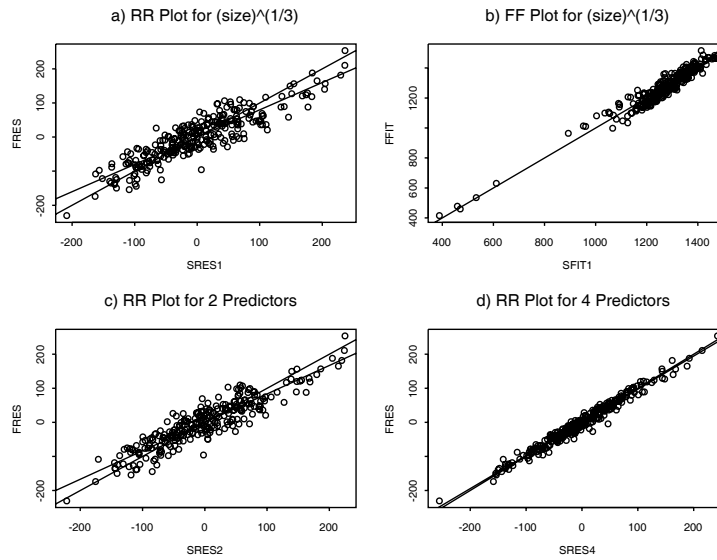 a) RR Plot for (size)^(1/3)
FRES
200
100
0
-200
-200 -100 0 100 200
SRES1
b) FF Plot for (size)^(1/3)
FFIT
1200
1000
800
600
400
400 600 800 1000 1200 1400
SFIT1
c) RR Plot for 2 Predictors
FRES
200
100
0
-200
-200 -100 0 100 200
SRES2
d) RR Plot for 4 Predictors
FRES
200
100
0
-200
-200 -100 0 100 200
SRES4